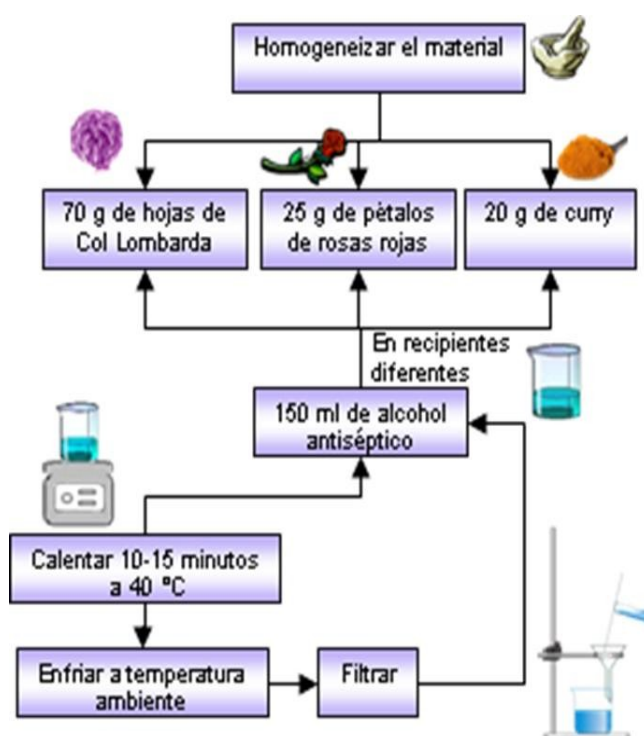 Homogeneizar el material
70 g de hojas de
Col Lombarda
25 g de pétalos
de rosas rojas
20 g de curry
En recipientes
diferentes
150 ml de alcohol
antiséptico
Calentar 10-15 minutos
a 40 ºC
Enfriar a temperatura
ambiente
Filtrar